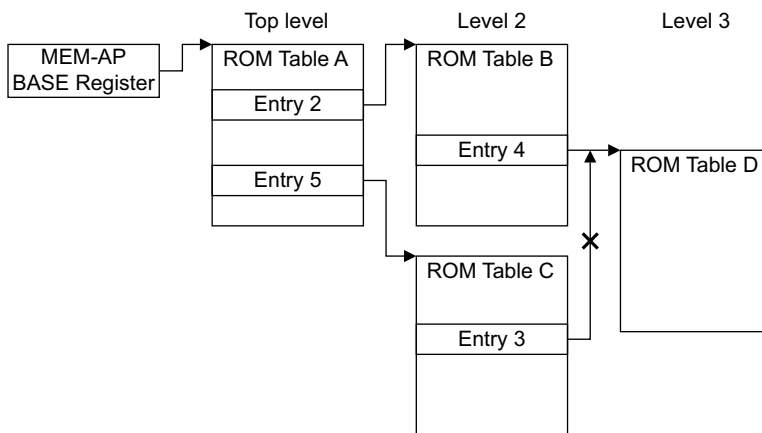 Top level
Level 2
Level 3
MEM-AP
BASE Register
ROM Table A
ROM Table B
Entry 2
Entry 4
ROM Table D
Entry 5
ROM Table C
Entry 3